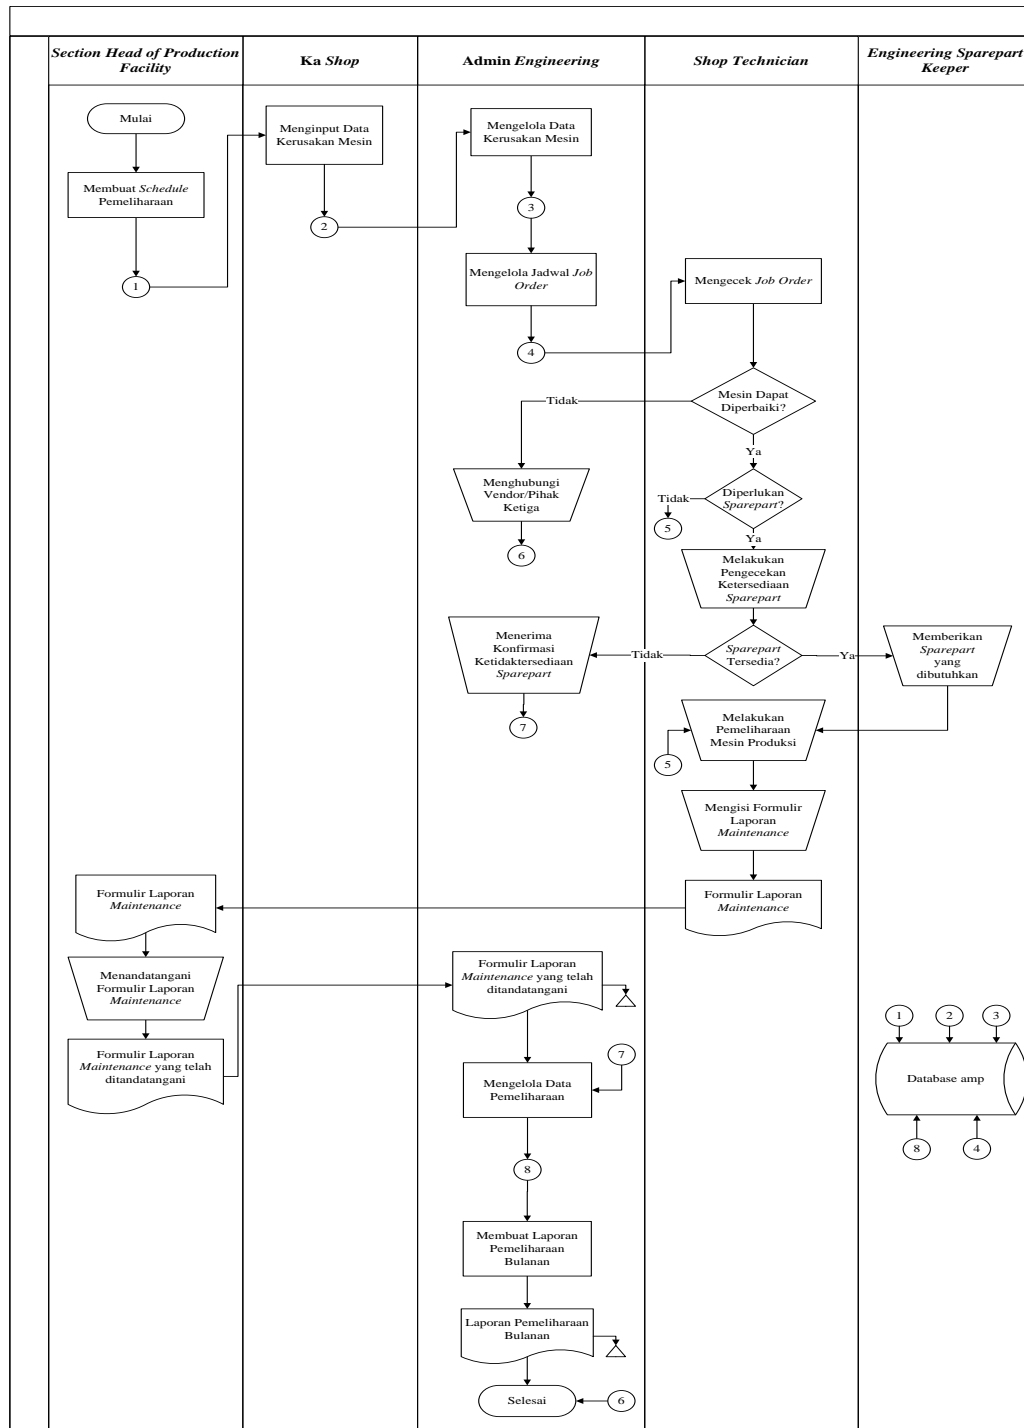 Section Head of Production
Facility
Ka Shop
Admin Engineering
Shop Technician
Engineering Sparepart
Keeper
Mulai
Membuat Schedule
Pemeliharaan
1
Menginput Data
Kerusakan Mesin
2
Mengelola Data
Kerusakan Mesin
3
Mengelola Jadwal Job
Order
4
Mengecek Job Order
Mesin Dapat
Diperbaiki?
Tidak
Ya
Menghubungi
Vendor/Pihak
Ketiga
6
Diperlukan
Sparepart?
Tidak
5
Ya
Melakukan
Pengecekan
Ketersediaan
Sparepart
Sparepart
Tersedia?
Tidak
Ya
Menerima
Konfirmasi
Ketidaktersediaan
Sparepart
7
Memberikan
Sparepart
yang
dibutuhkan
Melakukan
Pemeliharaan
Mesin Produksi
5
Mengisi Formulir
Laporan
Maintenance
Formulir Laporan
Maintenance
Formulir Laporan
Maintenance
Menandatangani
Formulir Laporan
Maintenance
Formulir Laporan
Maintenance yang telah
ditandatangani
Formulir Laporan
Maintenance yang telah
ditandatangani
7
Mengelola Data
Pemeliharaan
8
Membuat Laporan
Pemeliharaan
Bulanan
Laporan Pemeliharaan
Bulanan
Selesai
6
1
2
3
Database amp
8
4